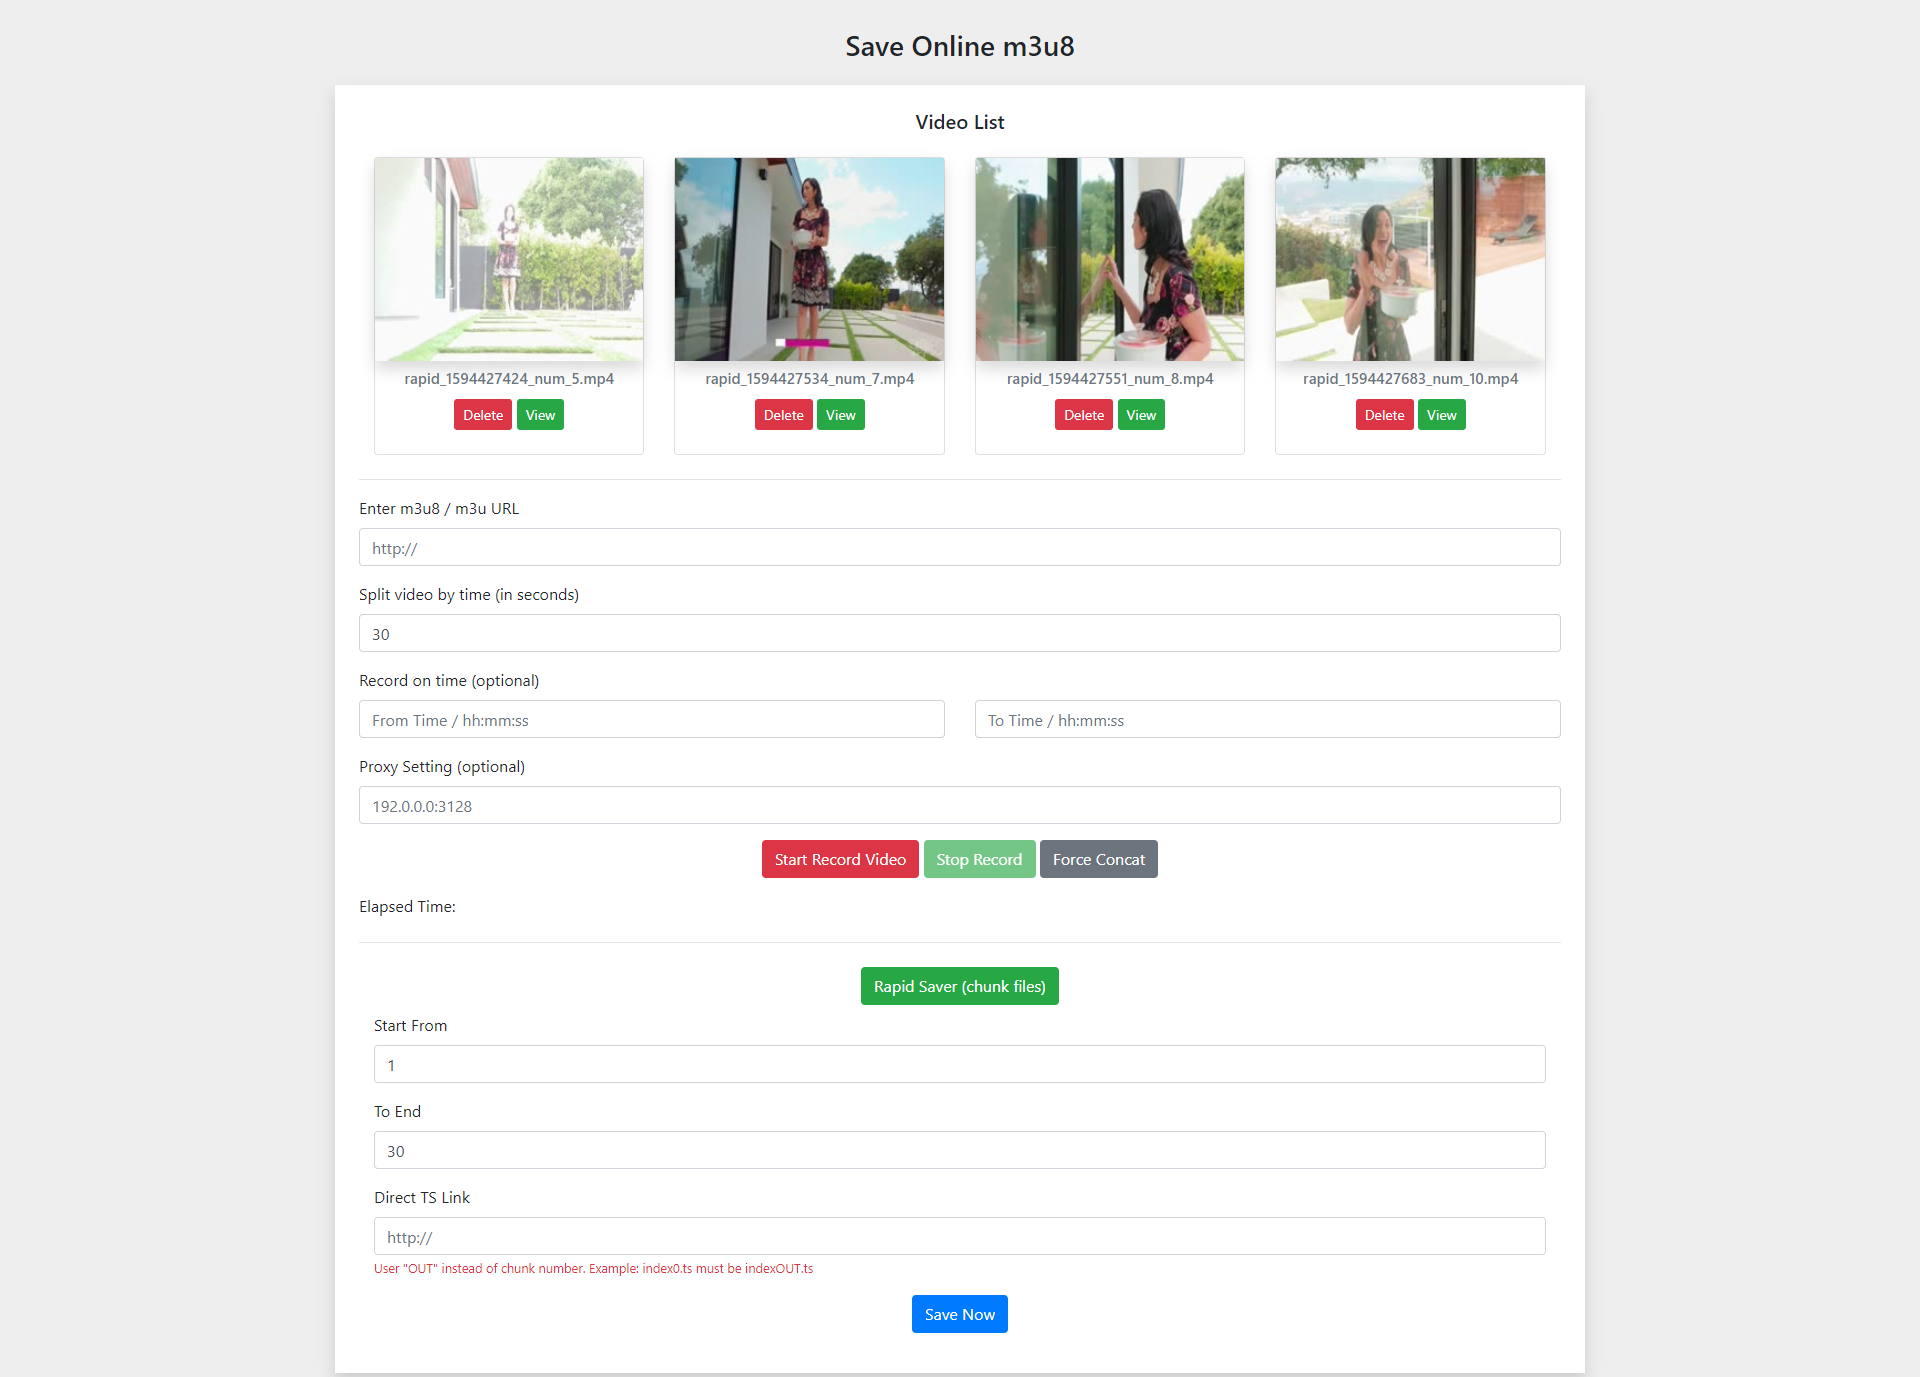 Save Online m3u8
Video List
rapid_1594427424_num_5.mp4
Delete View
rapid_1594427534_num_7.mp4
Delete View
rapid_1594427551_num_8.mp4
Delete View
rapid_1594427683_num_10.mp4
Delete View
Enter m3u8 / m3u URL
http://
Split video by time (in seconds)
30
Record on time (optional)
From Time / hh:mm:ss
To Time / hh:mm:ss
Proxy Setting (optional)
192.0.0.0:3128
Start Record Video Stop Record Force Concat
Elapsed Time:
Rapid Saver (chunk files)
Start From
1
To End
30
Direct TS Link
http://
User "OUT" instead of chunk number. Example: index0.ts must be indexOUT.ts
Save Now